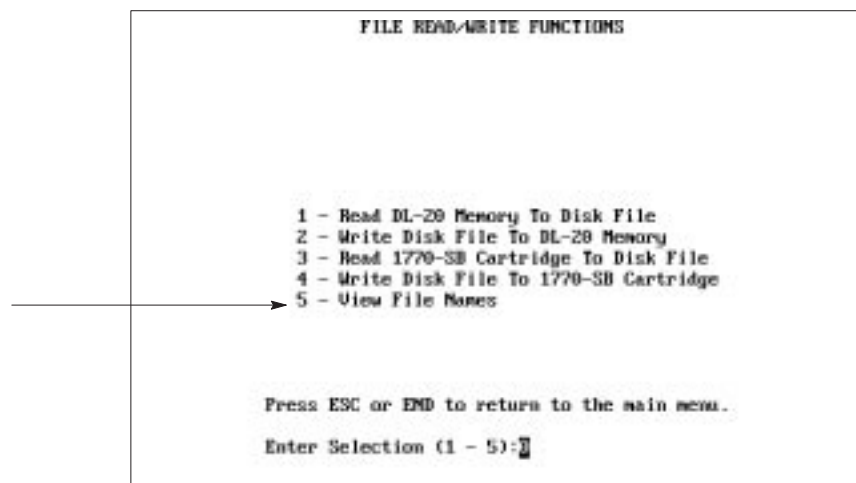 FILE READ/WRITE FUNCTIONS
1 - Read DL-20 Memory To Disk File
2 - Write Disk File To DL-20 Memory
3 - Read 1770-SB Cartridge To Disk File
4 - Write Disk File To 1770-SB Cartridge
5 - View File Names
Press ESC or END to return to the main menu.
Enter Selection (1 - 5):